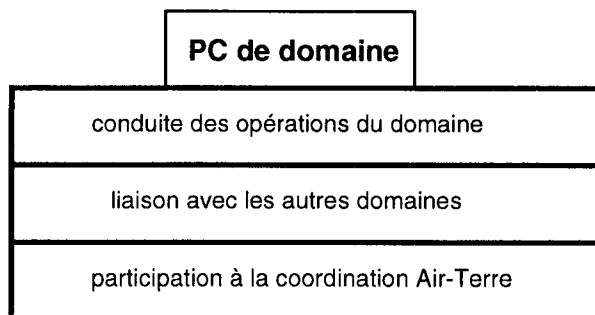 PC de domaine
conduite des opérations du domaine
liaison avec les autres domaines
participation à la coordination Air-Terre